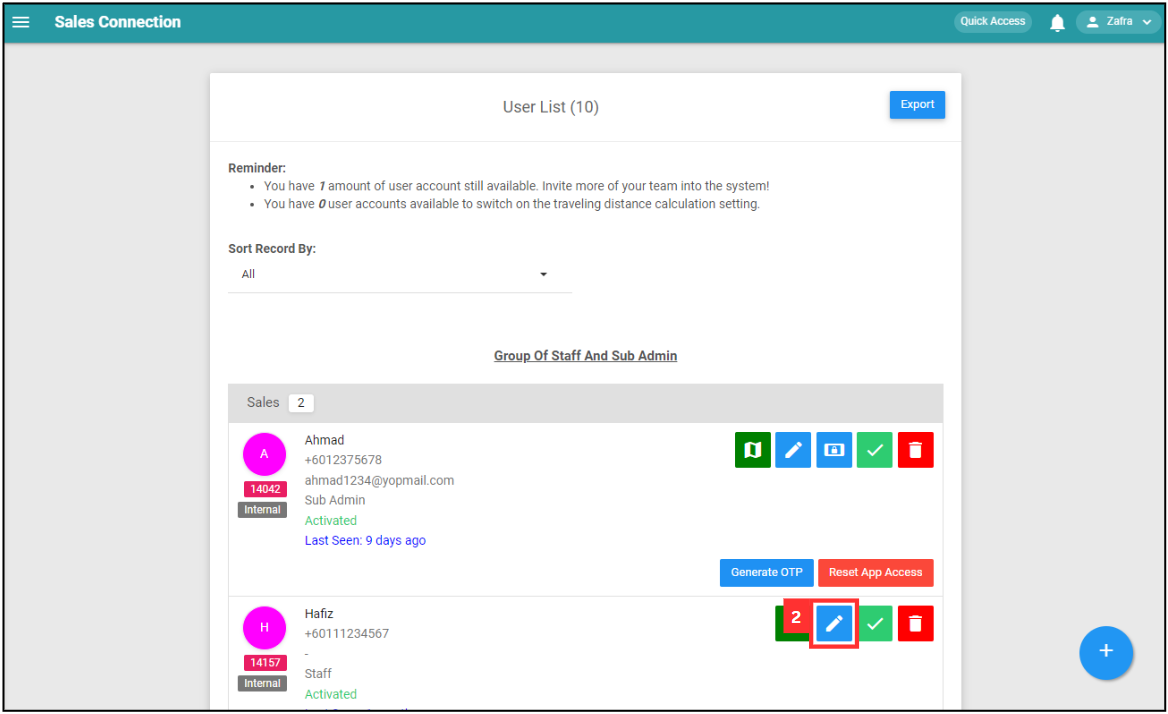 Sales Connection
Quick Access
Zafra
User List (10)
Export
Reminder:
You have 1 amount of user account still available. Invite more of your team into the system!
You have 0 user accounts available to switch on the traveling distance calculation setting.
Sort Record By:
All
Group Of Staff And Sub Admin
Sales 2
A
14042
Internal
Ahmad
+6012375678
ahmad1234@yopmail.com
Sub Admin
Activated
Last Seen: 9 days ago
Generate OTP
Reset App Access
H
14157
Internal
Hafiz
+60111234567
-
Staff
Activated
2
+